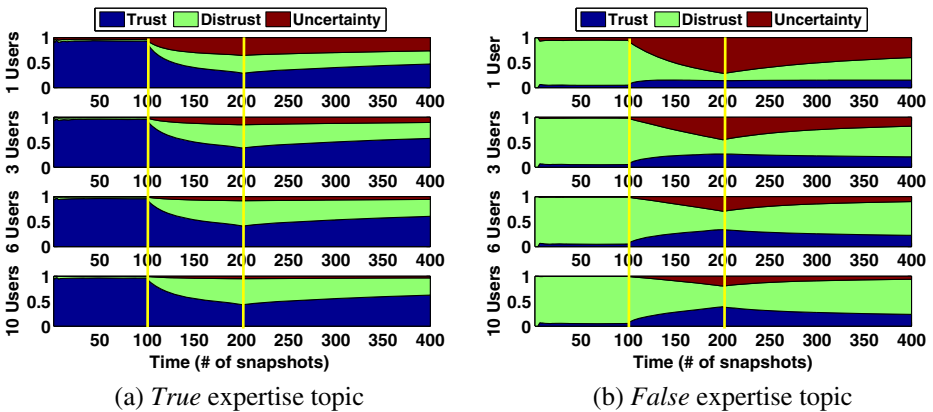 Trust Distrust Uncertainty
1 Users
1
0.5
0
50 100 150 200 250 300 350 400
3 Users
1
0.5
0
50 100 150 200 250 300 350 400
6 Users
1
0.5
0
50 100 150 200 250 300 350 400
10 Users
1
0.5
0
50 100 150 200 250 300 350 400
Time (# of snapshots)
(a) True expertise topic
Trust Distrust Uncertainty
1 User
1
0.5
0
50 100 150 200 250 300 350 400
3 Users
1
0.5
0
50 100 150 200 250 300 350 400
6 Users
1
0.5
0
50 100 150 200 250 300 350 400
10 Users
1
0.5
0
50 100 150 200 250 300 350 400
Time (# of snapshots)
(b) False expertise topic